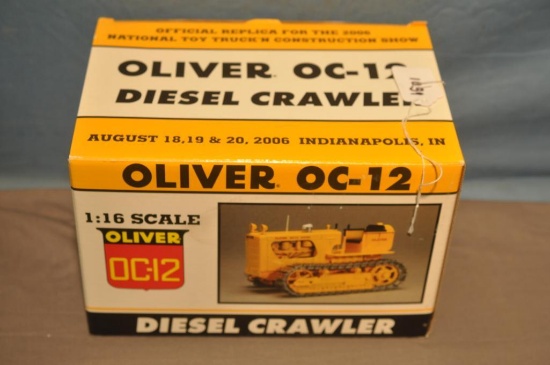 OFFICIAL REPLICA FOR THE 2006
NATIONAL TOY TRUCK'N CONSTRUCTION SHOW
OLIVER OC-12
DIESEL CRAWLER
AUGUST 18,19 & 20, 2006 INDIANAPOLIS, IN
OLIVER OC-12
1:16 SCALE
OLIVER
OC-12
DIESEL CRAWLER